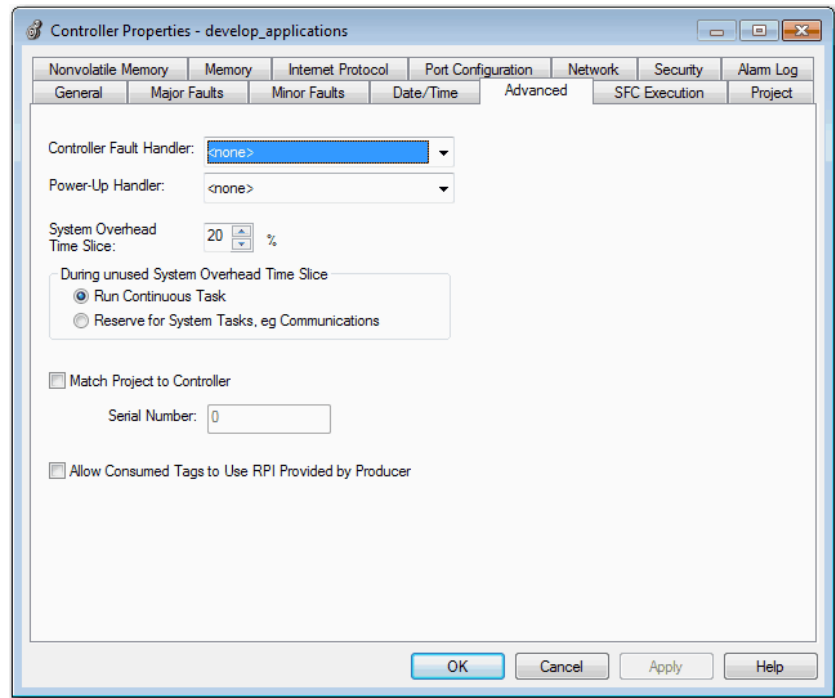 Controller Properties - develop_applications
Nonvolatile Memory Memory Internet Protocol Port Configuration Network Security Alarm Log
General Major Faults Minor Faults Date/Time Advanced SFC Execution Project
Controller Fault Handler: <none>
Power-Up Handler: <none>
System Overhead
Time Slice: 20 %
During unused System Overhead Time Slice
Run Continuous Task
Reserve for System Tasks, eg Communications
Match Project to Controller
Serial Number: 0
Allow Consumed Tags to Use RPI Provided by Producer
OK Cancel Apply Help